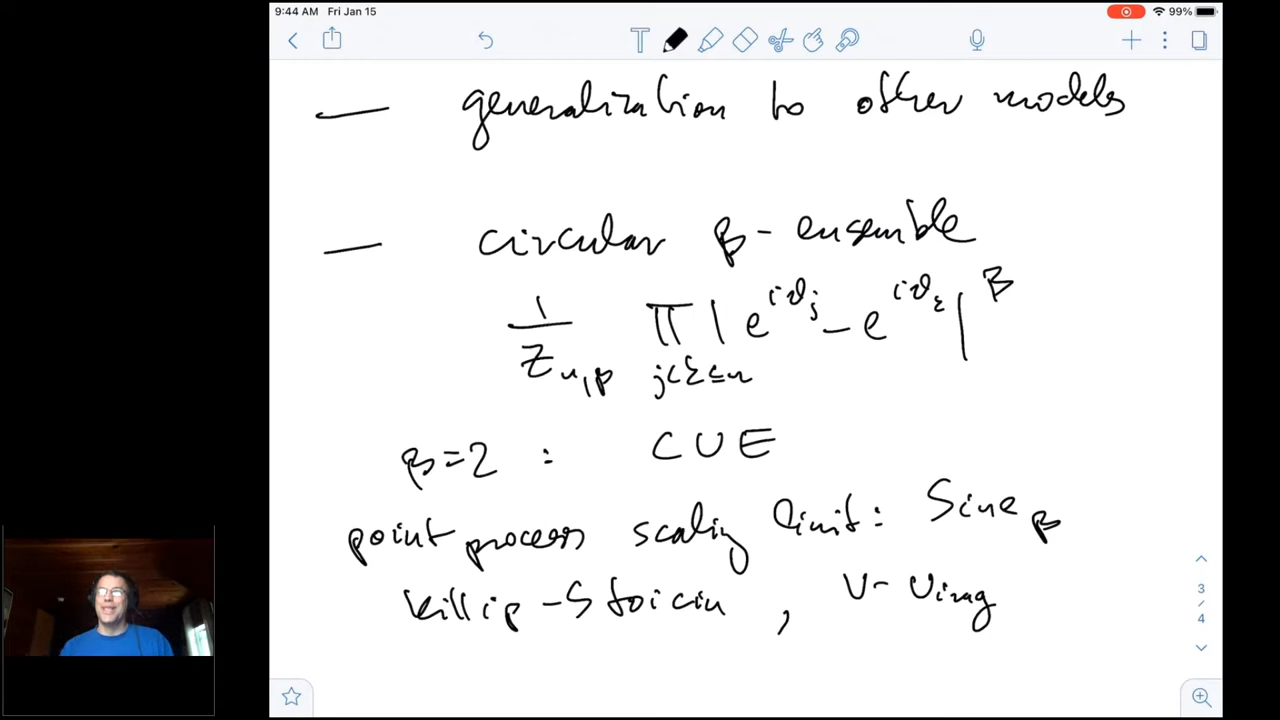 9:44 AM Fri Jan 15 99%
— generalization to other models
— circular β-ensemble
1/Z_{n,β} ∏_{j<k≤n} |e^{iϑ_j} - e^{iϑ_k}|^β
β=2 : CUE
point process scaling limit: Sine_β
Killip-Stoiciu, V-Virag
3
/
4